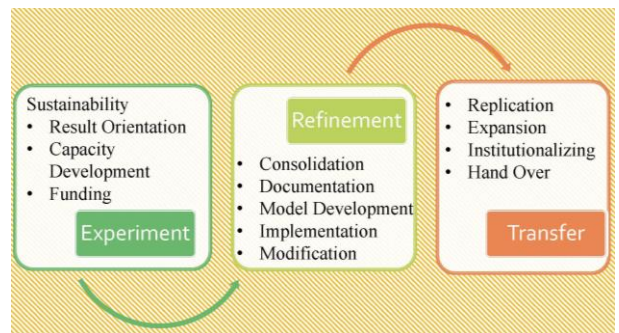 Sustainability
• Result Orientation
• Capacity
Development
• Funding
Experiment
Refinement
• Consolidation
• Documentation
• Model Development
• Implementation
• Modification
• Replication
• Expansion
• Institutionalizing
• Hand Over
Transfer